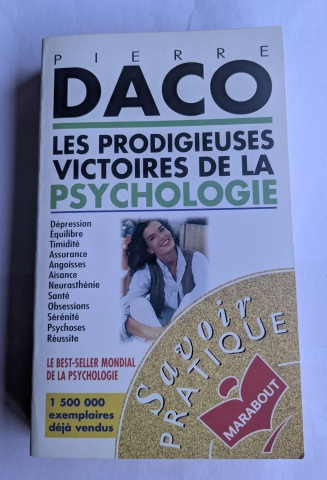 PIERRE
DACO
LES PRODIGIEUSES
VICTOIRES DE LA
PSYCHOLOGIE
Dépression
Équilibre
Timidité
Assurance
Angoisses
Aisance
Neurasthénie
Santé
Obsessions
Sérénité
Psychoses
Réussite
LE BEST-SELLER MONDIAL
DE LA PSYCHOLOGIE
1 500 000
exemplaires
déjà vendus
Savoir
PRATIQUE
MARABOUT